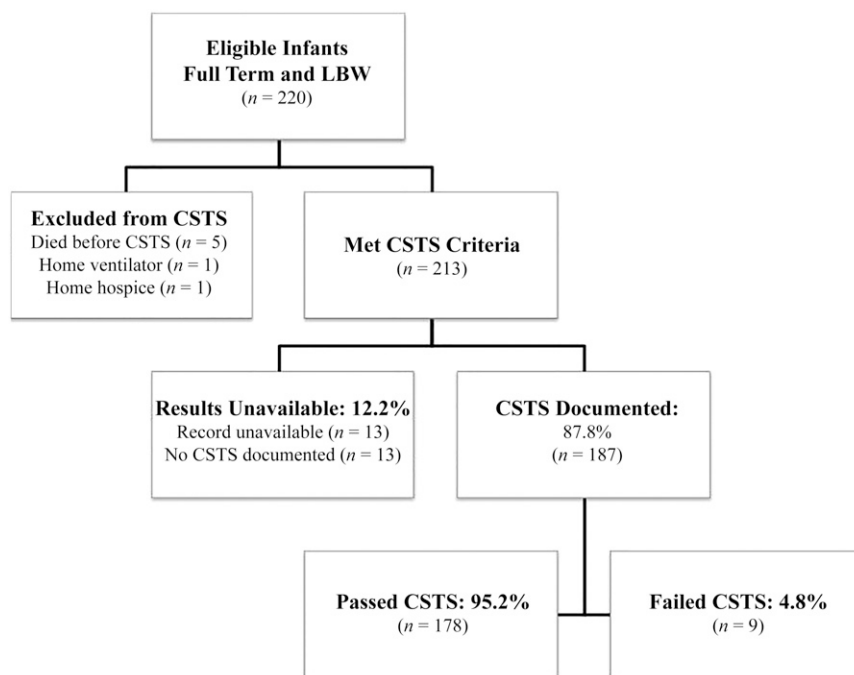 Eligible Infants
Full Term and LBW
(n = 220)
Excluded from CSTS
Died before CSTS (n = 5)
Home ventilator (n = 1)
Home hospice (n = 1)
Met CSTS Criteria
(n = 213)
Results Unavailable: 12.2%
Record unavailable (n = 13)
No CSTS documented (n = 13)
CSTS Documented:
87.8%
(n = 187)
Passed CSTS: 95.2%
(n = 178)
Failed CSTS: 4.8%
(n = 9)